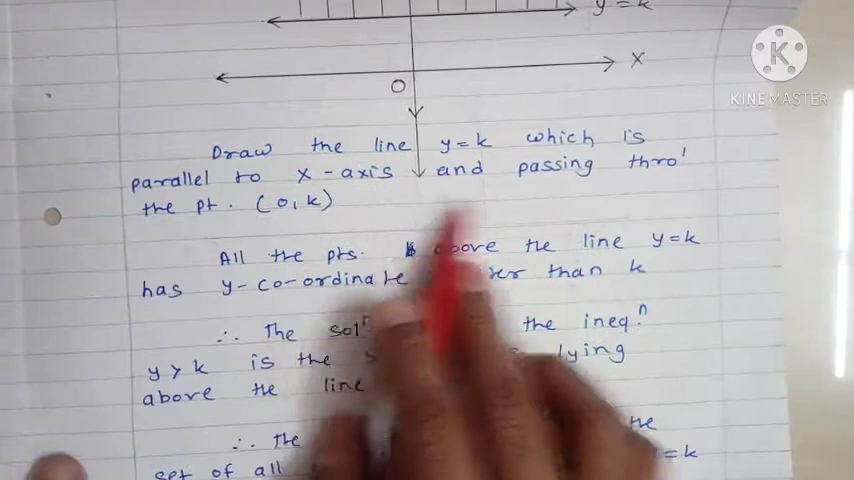 y = k
KINEMASTER
X
O
Draw the line y = k which is
parallel to x - axis and passing thro'
the pt. (0, k)
All the pts. above the line y = k
has y- co-ordinate than k
∴ The solⁿ the ineq.ⁿ
y > k is the lying
above the line
∴ the the
set of all = k